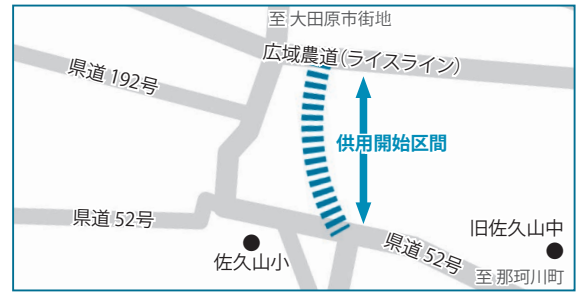 至 大田原市街地
広域農道(ライスライン)
県道 192号
供用開始区間
県道 52号
佐久山小
県道 52号
旧佐久山中
至 那珂川町